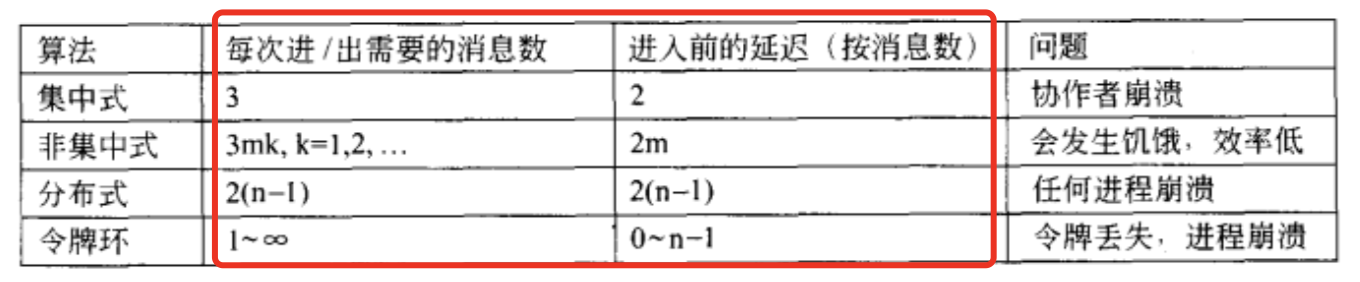 算法 每次进/出需要的消息数 进入前的延迟（按消息数） 问题
集中式 3 2 协作者崩溃
非集中式 3mk, k=1,2, … 2m 会发生饥饿，效率低
分布式 2(n−1) 2(n−1) 任何进程崩溃
令牌环 1~∞ 0~n−1 令牌丢失，进程崩溃